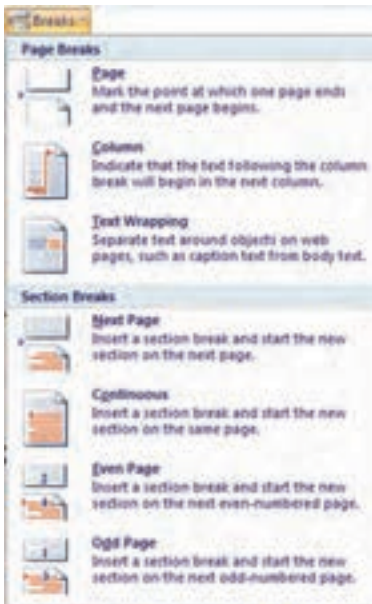 Breaks
Page Breaks
Page
Mark the point at which one page ends
and the next page begins.
Column
Indicate that the text following the column
break will begin in the next column.
Text Wrapping
Separate text around objects on web
pages, such as caption text from body text.
Section Breaks
Next Page
Insert a section break and start the new
section on the next page.
Continuous
Insert a section break and start the new
section on the same page.
Even Page
Insert a section break and start the new
section on the next even-numbered page.
Odd Page
Insert a section break and start the new
section on the next odd-numbered page.